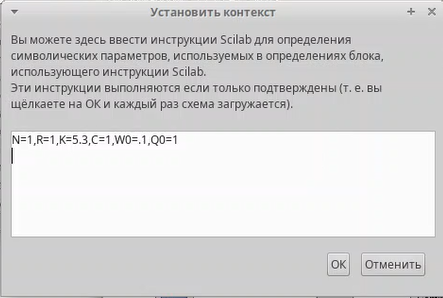 Установить контекст
Вы можете здесь ввести инструкции Scilab для определения
символических параметров, используемых в определениях блока,
использующего инструкции Scilab.
Эти инструкции выполняются если только подтверждены (т. е. вы
щёлкаете на ОК и каждый раз схема загружается).
N=1,R=1,K=5.3,C=1,W0=.1,Q0=1
ОК Отменить